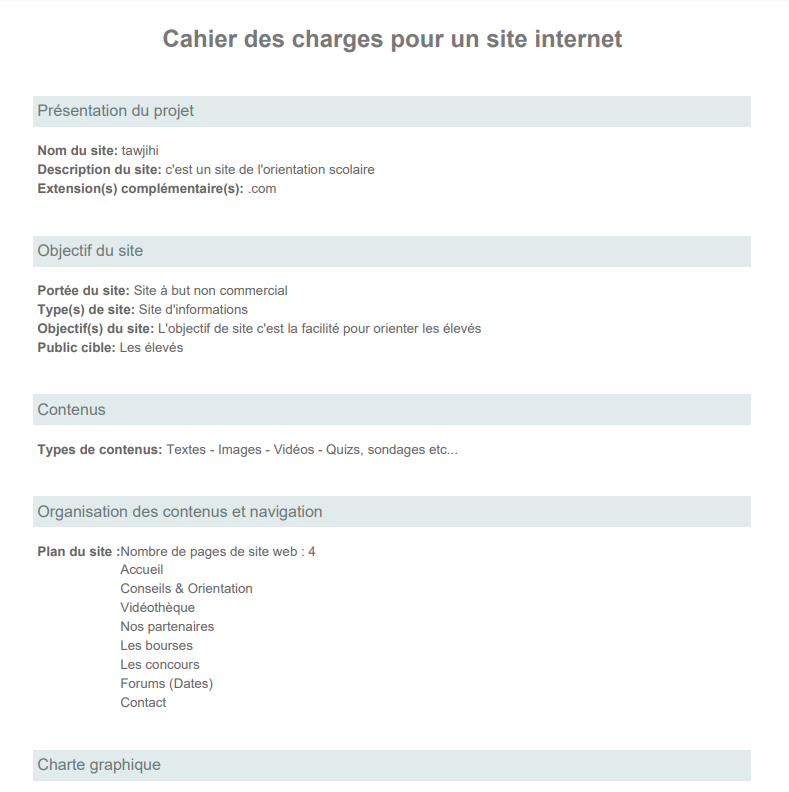 Cahier des charges pour un site internet
Présentation du projet
Nom du site: tawjihi
Description du site: c'est un site de l'orientation scolaire
Extension(s) complémentaire(s): .com
Objectif du site
Portée du site: Site à but non commercial
Type(s) de site: Site d'informations
Objectif(s) du site: L'objectif de site c'est la facilité pour orienter les élevés
Public cible: Les élevés
Contenus
Types de contenus: Textes - Images - Vidéos - Quizs, sondages etc...
Organisation des contenus et navigation
Plan du site :Nombre de pages de site web : 4
Accueil
Conseils & Orientation
Vidéothèque
Nos partenaires
Les bourses
Les concours
Forums (Dates)
Contact
Charte graphique